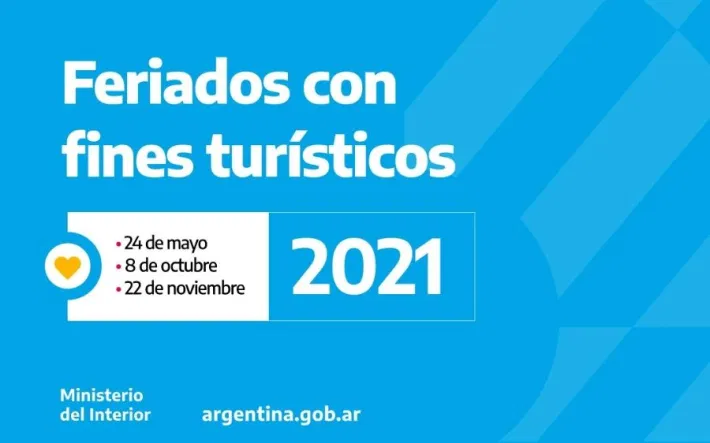 Feriados con
fines turísticos
• 24 de mayo
• 8 de octubre
• 22 de noviembre
2021
Ministerio
del Interior
argentina.gob.ar